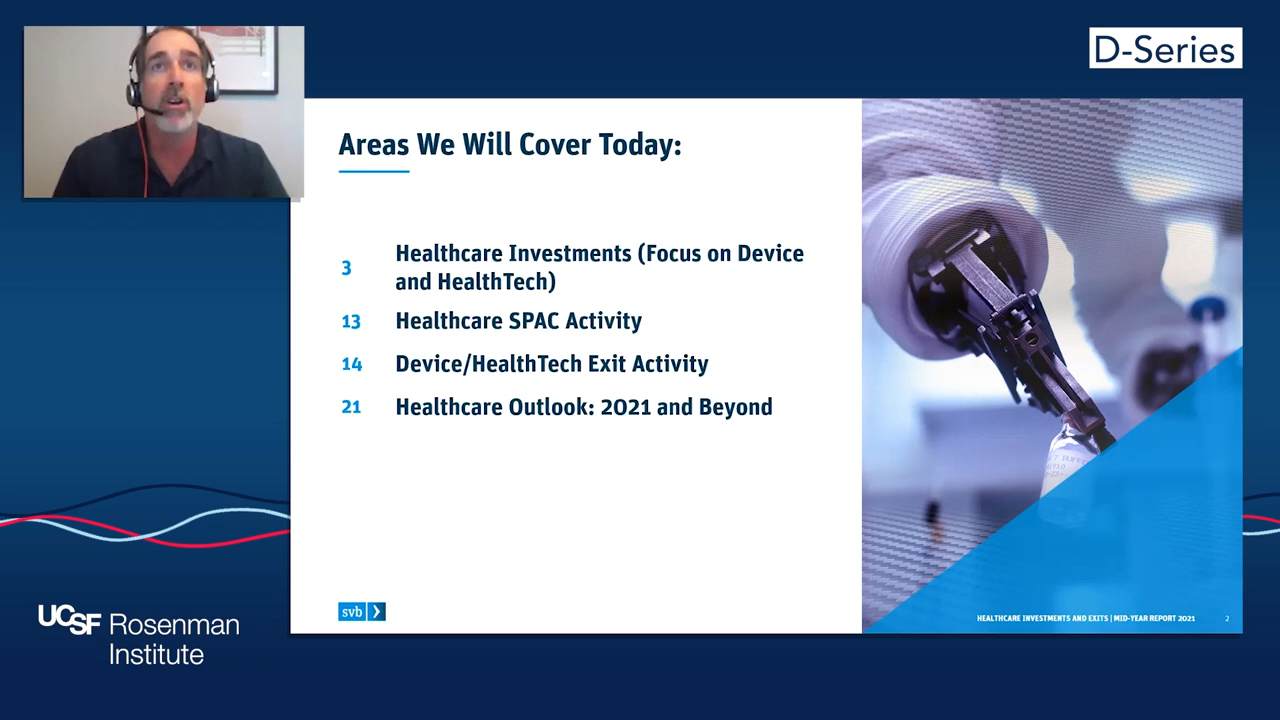 D-Series
Areas We Will Cover Today:
3 Healthcare Investments (Focus on Device
and HealthTech)
13 Healthcare SPAC Activity
14 Device/HealthTech Exit Activity
21 Healthcare Outlook: 2021 and Beyond
svb
HEALTHCARE INVESTMENTS AND EXITS | MID-YEAR REPORT 2021 2
UCSF Rosenman
Institute